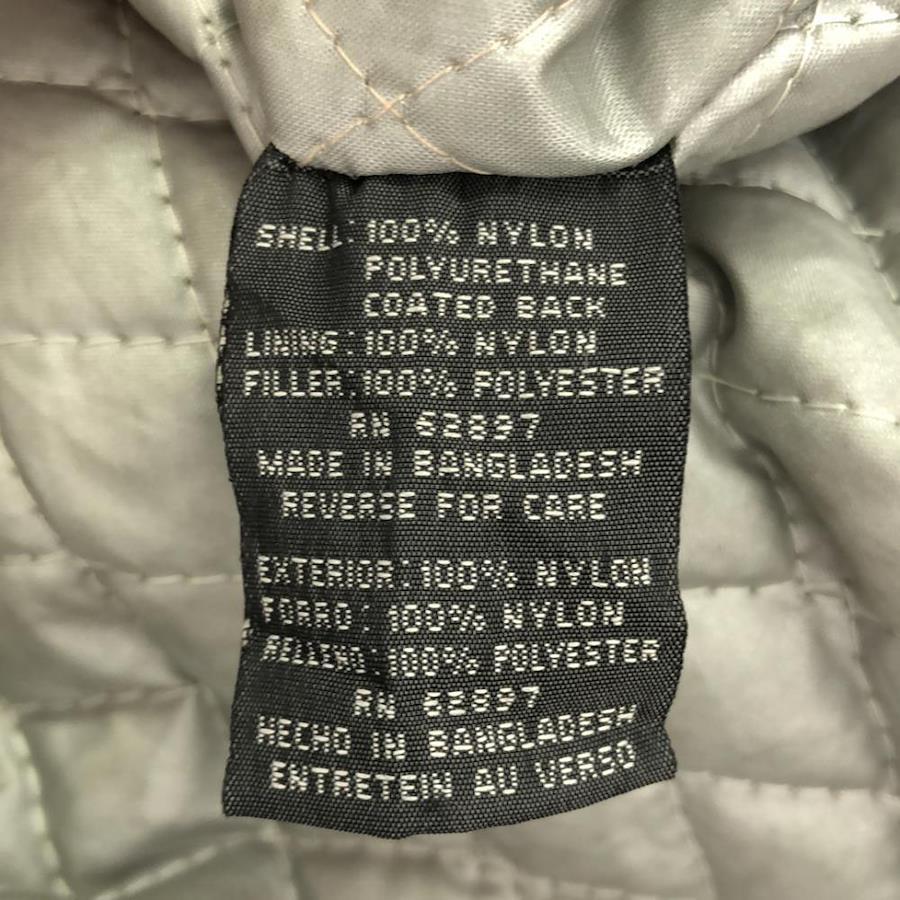 SHELL: 100% NYLON
POLYURETHANE
COATED BACK
LINING: 100% NYLON
FILLER: 100% POLYESTER
RN 62897
MADE IN BANGLADESH
REVERSE FOR CARE
EXTERIOR: 100% NYLON
FORRO: 100% NYLON
RELLENO: 100% POLYESTER
RN 62897
HECHO IN BANGLADESH
ENTRETEIN AU VERSO